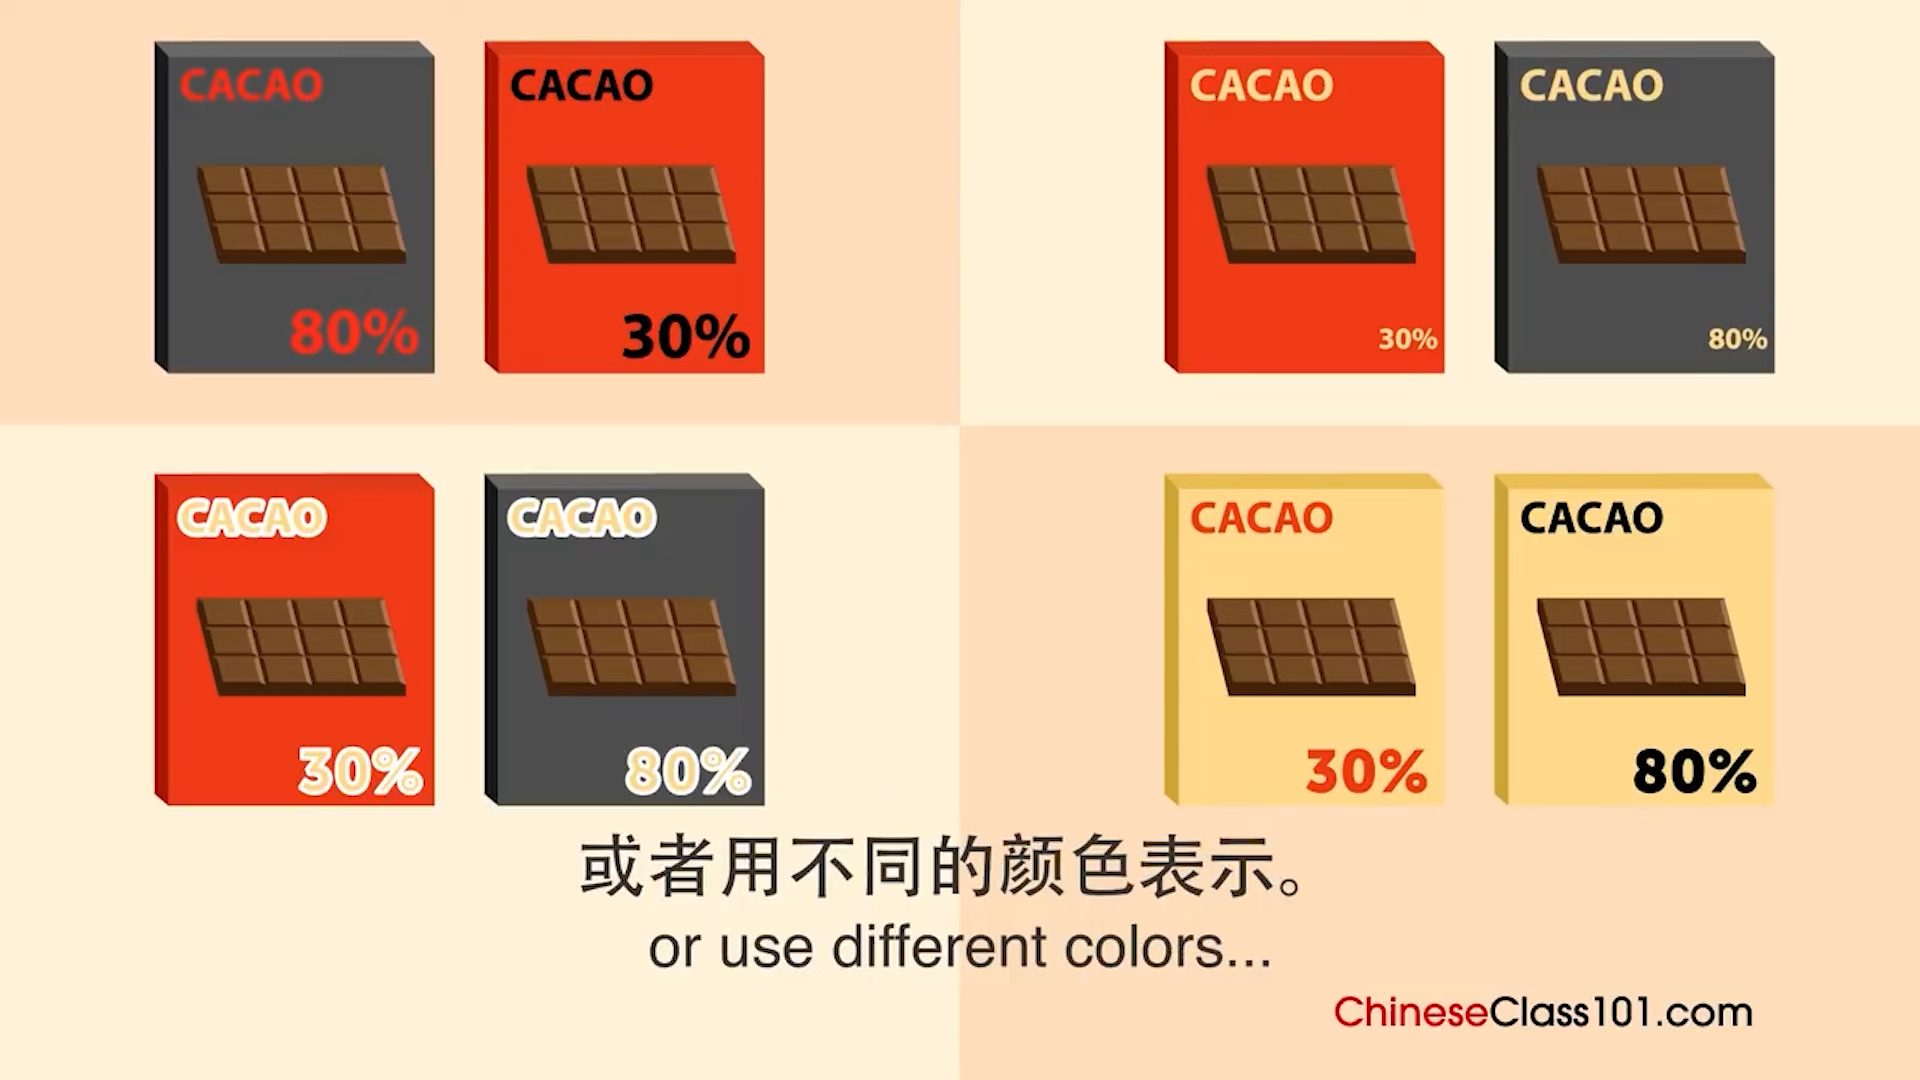 CACAO
80%
CACAO
30%
CACAO
30%
CACAO
80%
CACAO
30%
CACAO
80%
CACAO
30%
CACAO
80%
或者用不同的颜色表示。
or use different colors...
ChineseClass101.com